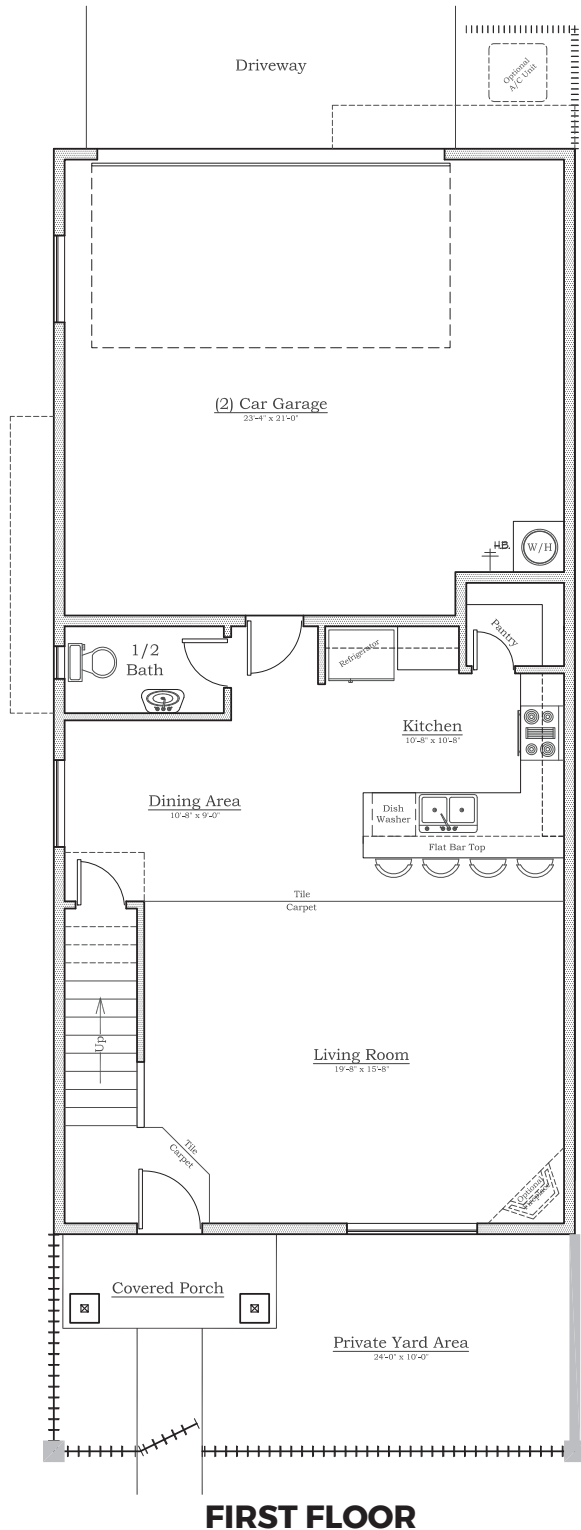 Driveway
Optional
A/C Unit
(2) Car Garage
23'-4" x 21'-0"
H.B.
W/H
1/2
Bath
Refrigerator
Pantry
Kitchen
10'-8" x 10'-8"
Dining Area
10'-8" x 9'-0"
Dish
Washer
Flat Bar Top
Tile
Carpet
Up
Living Room
19'-8" x 15'-8"
Tile
Carpet
Optional
Fireplace
Covered Porch
Private Yard Area
24'-0" x 10'-0"
FIRST FLOOR